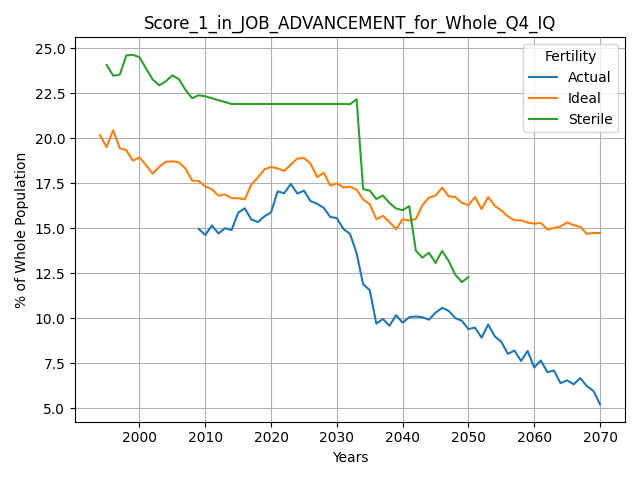 Score_1_in_JOB_ADVANCEMENT_for_Whole_Q4_IQ
Fertility
Actual
Ideal
Sterile
% of Whole Population
25.0
22.5
20.0
17.5
15.0
12.5
10.0
7.5
5.0
2000 2010 2020 2030 2040 2050 2060 2070
Years